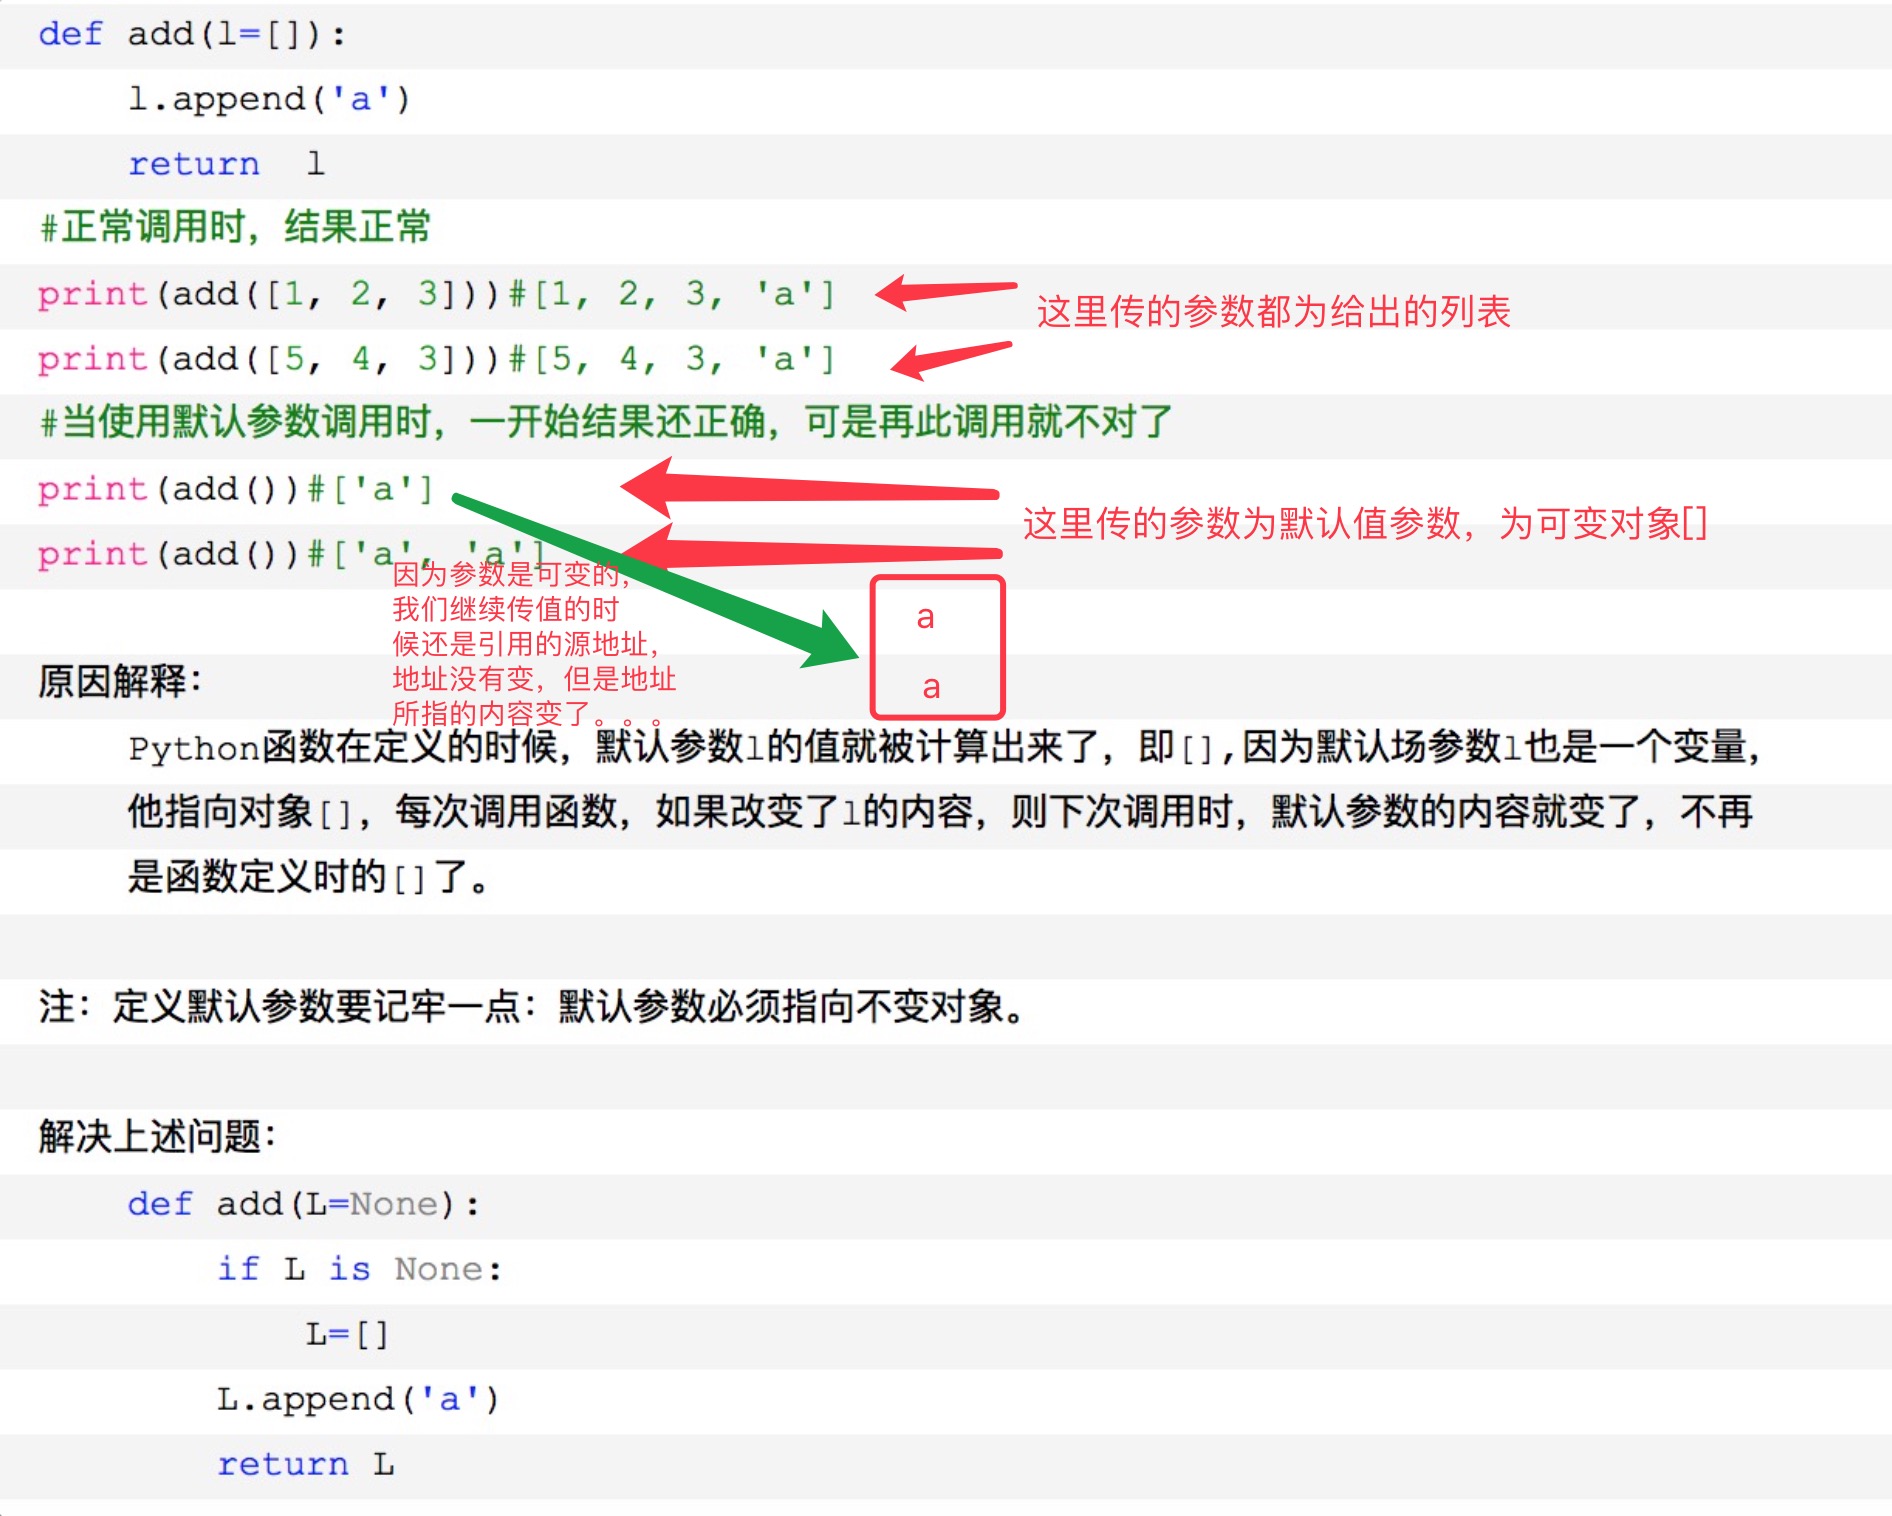 def add(l=[]):
l.append('a')
return l
#正常调用时，结果正常
print(add([1, 2, 3]))#[1, 2, 3, 'a']
这里传的参数都为给出的列表
print(add([5, 4, 3]))#[5, 4, 3, 'a']
#当使用默认参数调用时，一开始结果还正确，可是再此调用就不对了
print(add())#['a']
这里传的参数为默认值参数，为可变对象[]
print(add())#['a', 'a']
因为参数是可变的，
我们继续传值的时
候还是引用的源地址，
地址没有变，但是地址
所指的内容变了。。。
a
a
原因解释：
Python函数在定义的时候，默认参数l的值就被计算出来了，即[],因为默认场参数l也是一个变量，
他指向对象[]，每次调用函数，如果改变了l的内容，则下次调用时，默认参数的内容就变了，不再
是函数定义时的[]了。
注：定义默认参数要记牢一点：默认参数必须指向不变对象。
解决上述问题：
def add(L=None):
if L is None:
L=[]
L.append('a')
return L